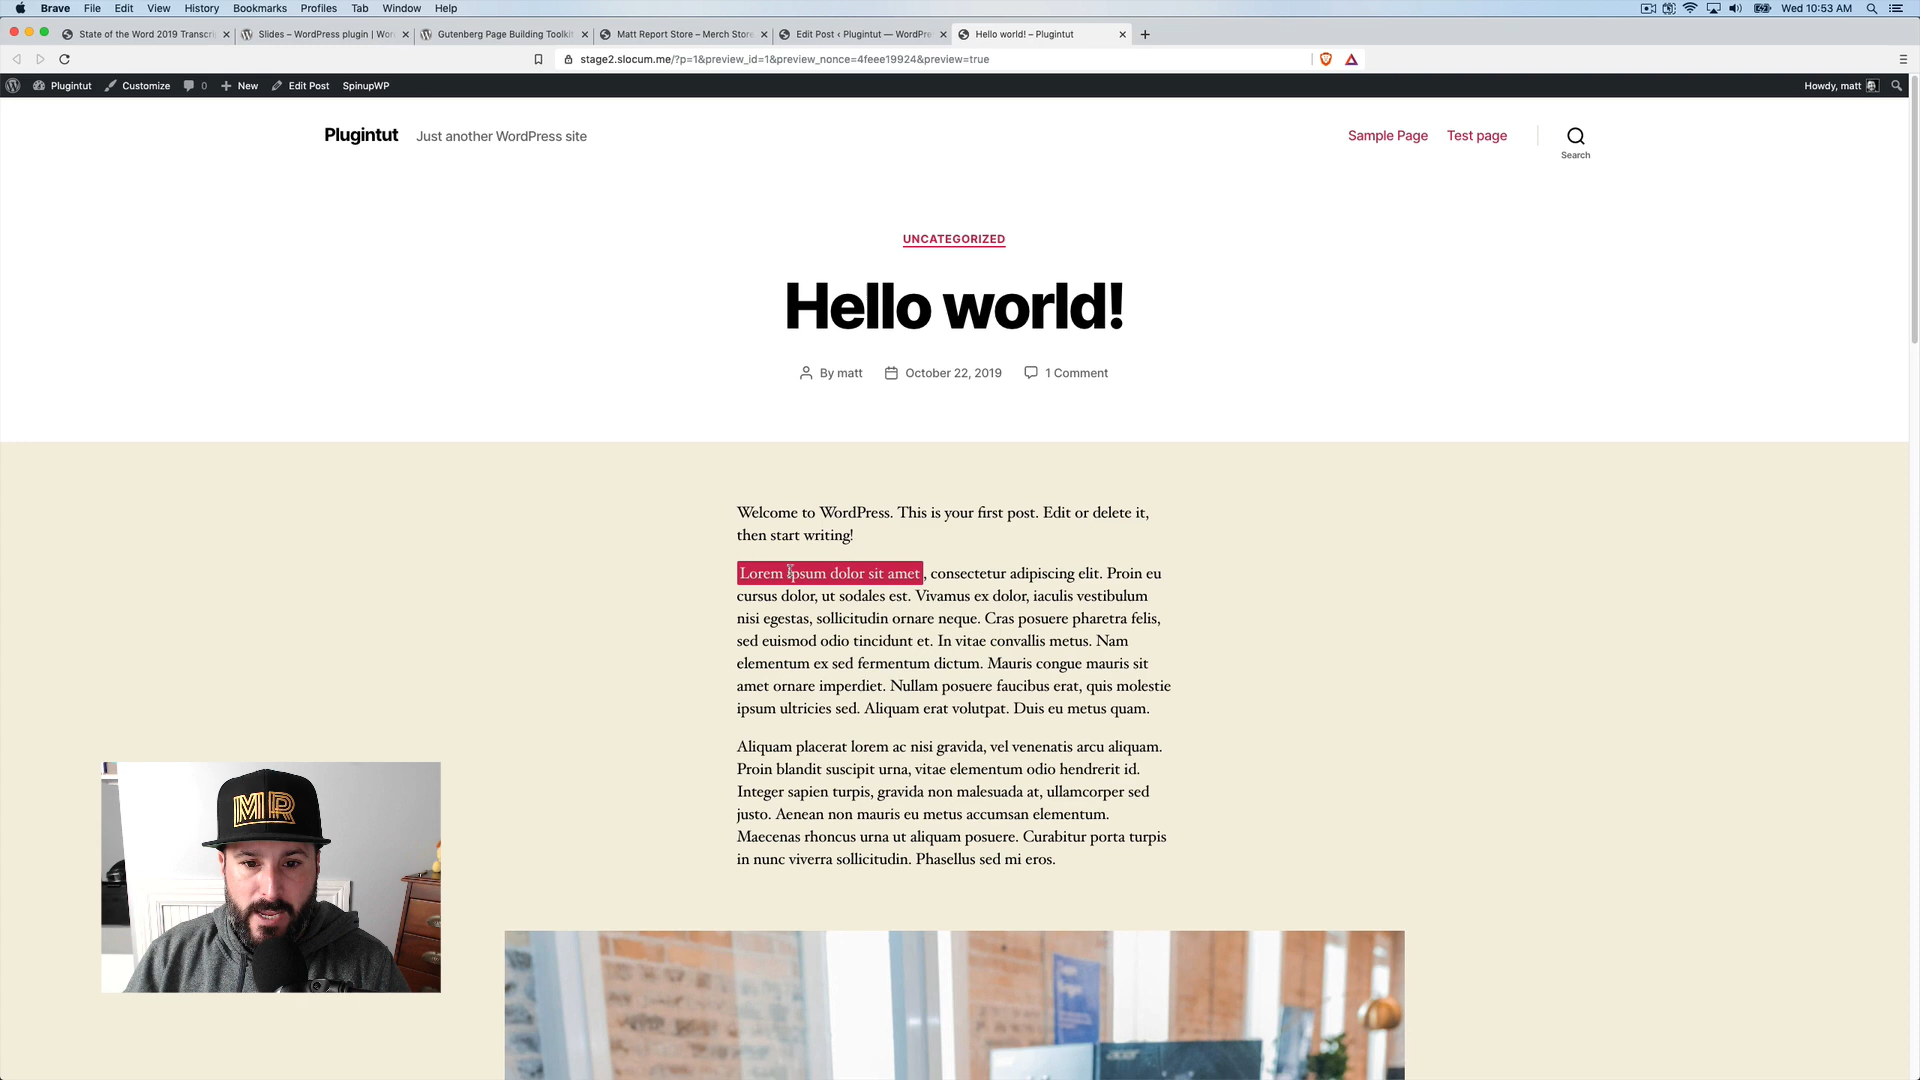 Brave File Edit View History Bookmarks Profiles Tab Window Help Wed 10:53 AM
State of the Word 2019 Transcri Slides – WordPress plugin | Wor Gutenberg Page Building Toolkit Matt Report Store – Merch Store Edit Post ‹ Plugintut — WordPre Hello world! – Plugintut
stage2.slocum.me/?p=1&preview_id=1&preview_nonce=4feee19924&preview=true
Plugintut Customize 0 New Edit Post SpinupWP Howdy, matt
Plugintut Just another WordPress site Sample Page Test page
Search
UNCATEGORIZED
Hello world!
By matt October 22, 2019 1 Comment
Welcome to WordPress. This is your first post. Edit or delete it,
then start writing!
Lorem ipsum dolor sit amet, consectetur adipiscing elit. Proin eu
cursus dolor, ut sodales est. Vivamus ex dolor, iaculis vestibulum
nisi egestas, sollicitudin ornare neque. Cras posuere pharetra felis,
sed euismod odio tincidunt et. In vitae convallis metus. Nam
elementum ex sed fermentum dictum. Mauris congue mauris sit
amet ornare imperdiet. Nullam posuere faucibus erat, quis molestie
ipsum ultricies sed. Aliquam erat volutpat. Duis eu metus quam.
Aliquam placerat lorem ac nisi gravida, vel venenatis arcu aliquam.
Proin blandit suscipit urna, vitae elementum odio hendrerit id.
Integer sapien turpis, gravida non malesuada at, ullamcorper sed
justo. Aenean non mauris eu metus accumsan elementum.
Maecenas rhoncus urna ut aliquam posuere. Curabitur porta turpis
in nunc viverra sollicitudin. Phasellus sed mi eros.
MR
acer